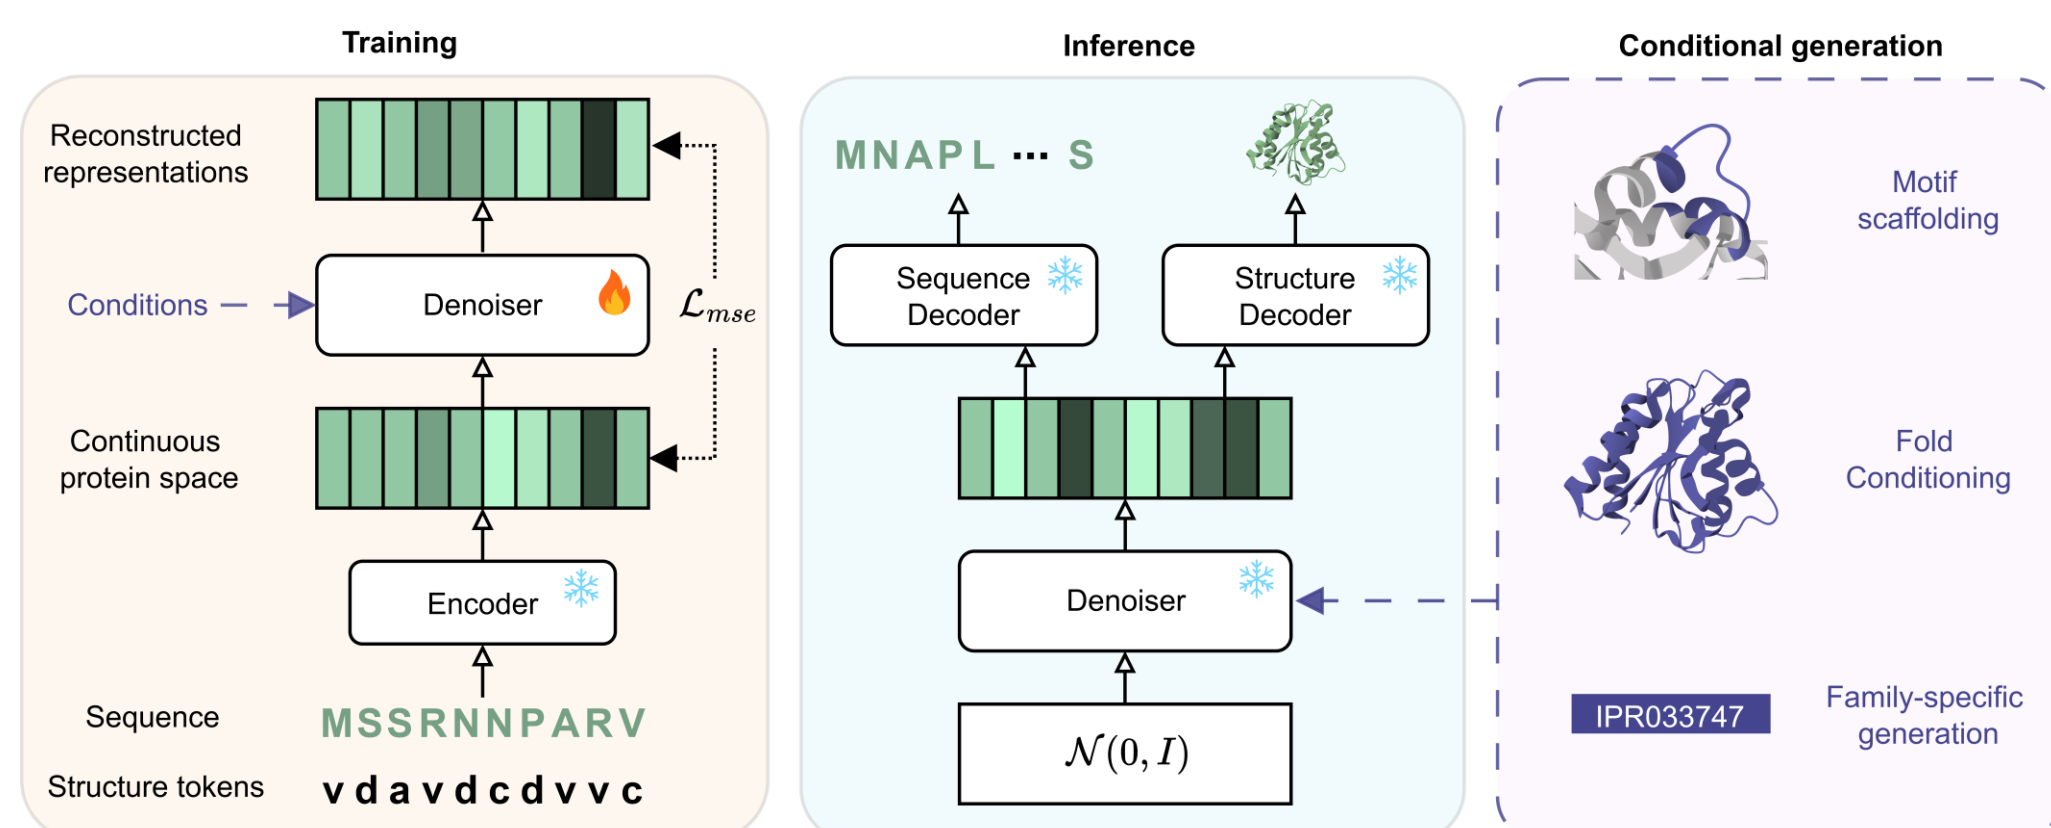 Training
Reconstructed
representations
Conditions
Denoiser
ℒmse
Continuous
protein space
Encoder
Sequence
MSSRNNPARV
Structure tokens
vdavdcdvvc
Inference
MNAPL ··· S
Sequence
Decoder
Structure
Decoder
Denoiser
𝒩(0, I)
Conditional generation
Motif
scaffolding
Fold
Conditioning
IPR033747
Family-specific
generation